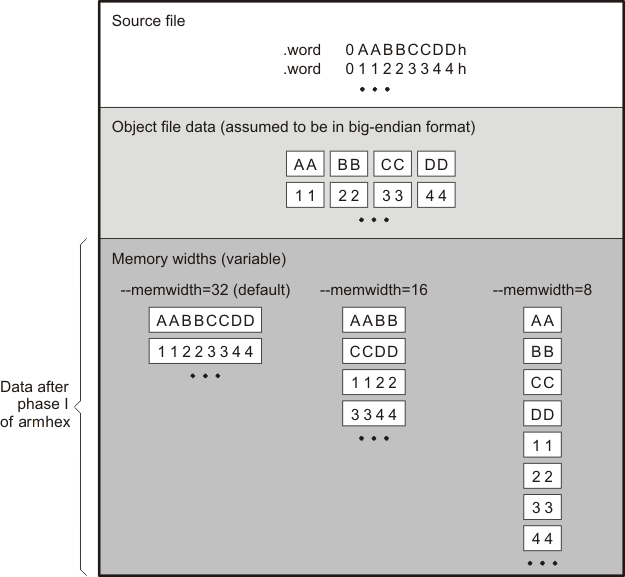 Source file
.word 0AABBCCDDh
.word 011223344h
• • •
Object file data (assumed to be in big-endian format)
AA BB CC DD
11 22 33 44
• • •
Memory widths (variable)
--memwidth=32 (default)
AABBCCDD
11223344
• • •
--memwidth=16
AABB
CCDD
1122
3344
• • •
--memwidth=8
AA
BB
CC
DD
11
22
33
44
• • •
Data after
phase I
of armhex